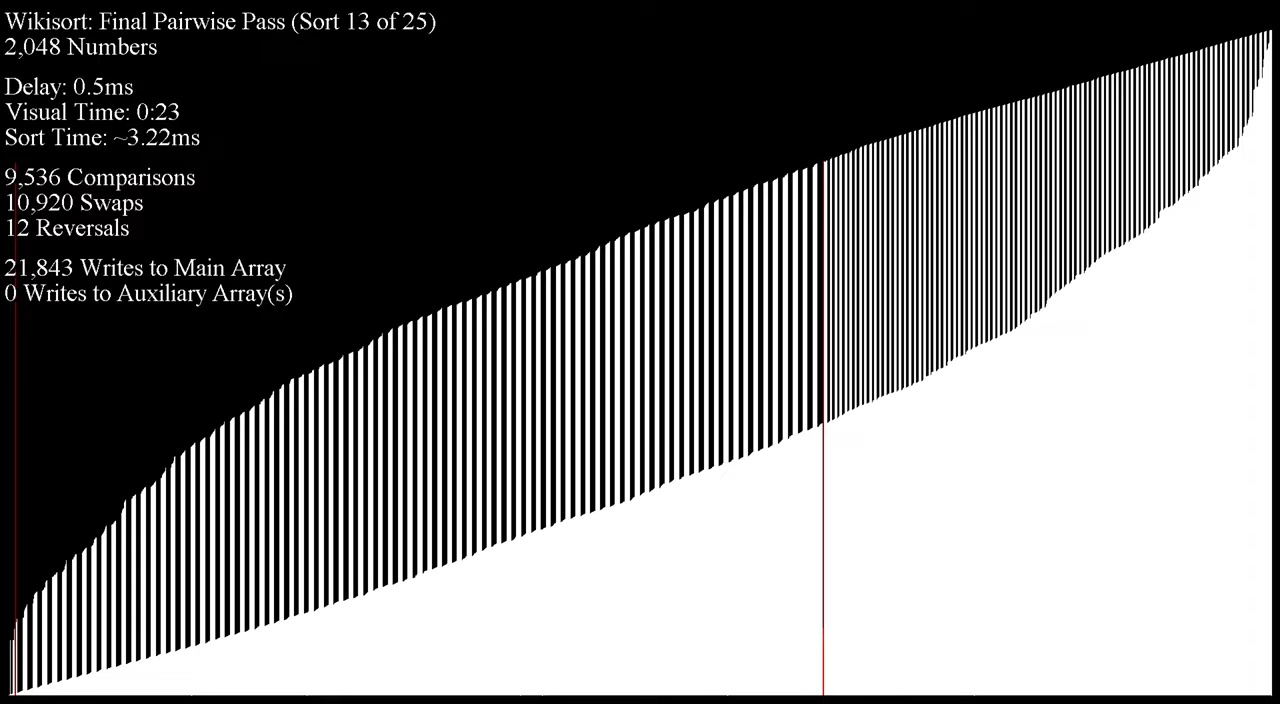 Wikisort: Final Pairwise Pass (Sort 13 of 25)
2,048 Numbers
Delay: 0.5ms
Visual Time: 0:23
Sort Time: ~3.22ms
9,536 Comparisons
10,920 Swaps
12 Reversals
21,843 Writes to Main Array
0 Writes to Auxiliary Array(s)